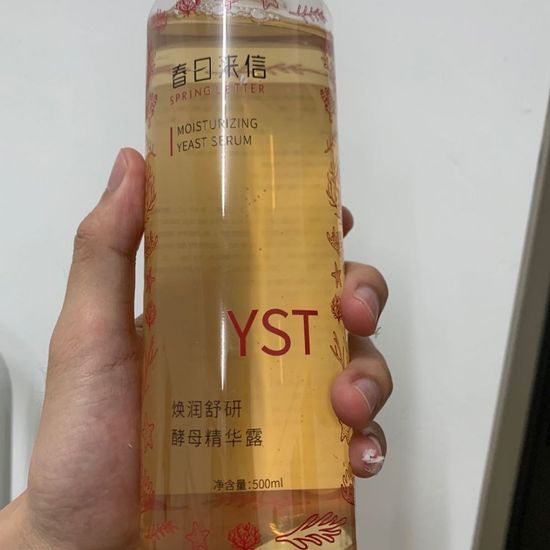 春日来信
SPRING LETTER
MOISTURIZING
YEAST SERUM
YST
焕润舒研
酵母精华露
净含量:500ml